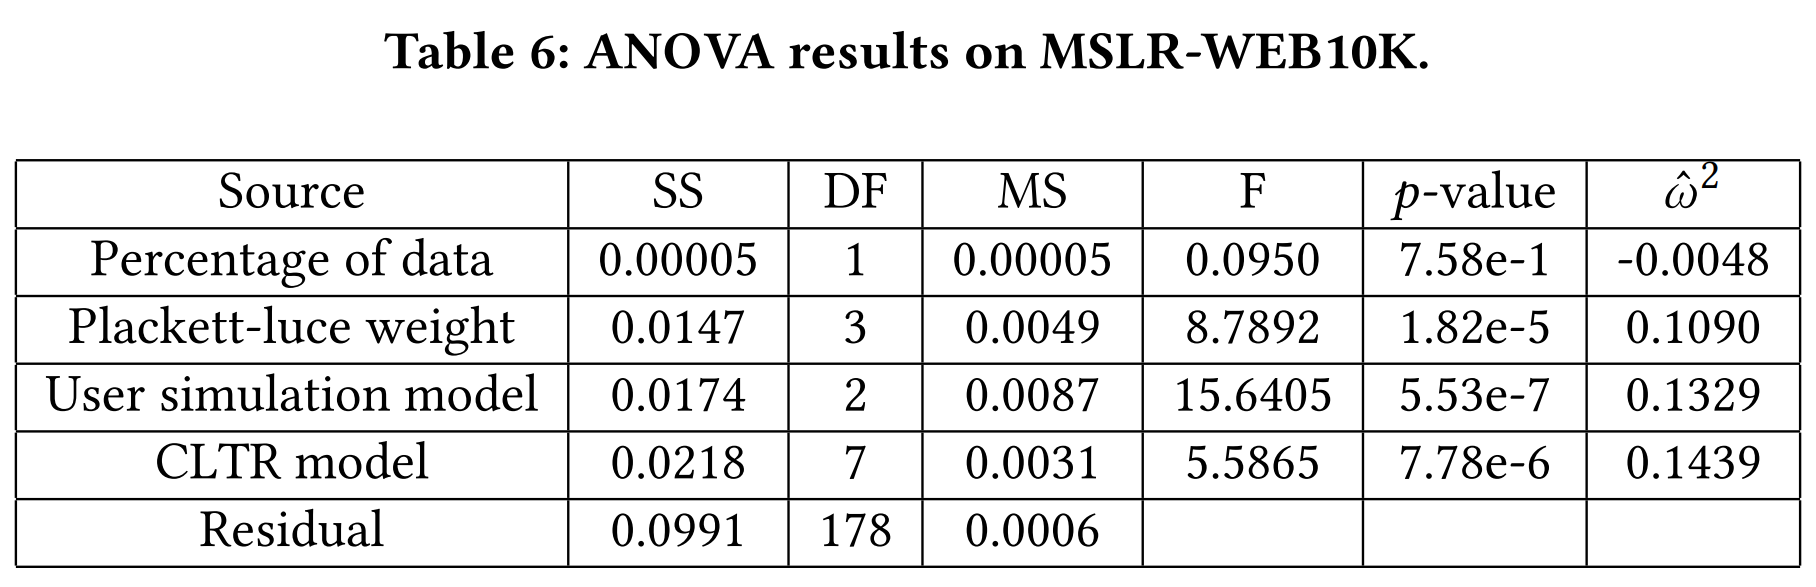 Table 6: ANOVA results on MSLR-WEB10K.
Source SS DF MS F p-value ω̂²
Percentage of data 0.00005 1 0.00005 0.0950 7.58e-1 -0.0048
Plackett-luce weight 0.0147 3 0.0049 8.7892 1.82e-5 0.1090
User simulation model 0.0174 2 0.0087 15.6405 5.53e-7 0.1329
CLTR model 0.0218 7 0.0031 5.5865 7.78e-6 0.1439
Residual 0.0991 178 0.0006